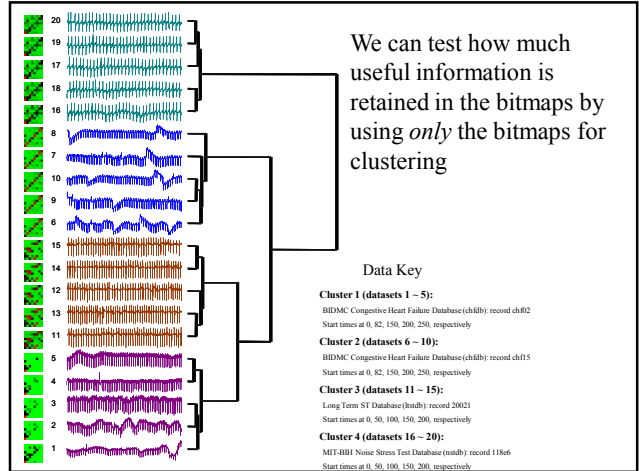 We can test how much
useful information is
retained in the bitmaps by
using only the bitmaps for
clustering
20
19
17
18
16
8
7
10
9
6
15
14
12
13
11
5
4
3
2
1
Data Key
Cluster 1 (datasets 1 ~ 5):
BIDMC Congestive Heart Failure Database (chfdb): record chf02
Start times at 0, 82, 150, 200, 250, respectively
Cluster 2 (datasets 6 ~ 10):
BIDMC Congestive Heart Failure Database (chfdb): record chf15
Start times at 0, 82, 150, 200, 250, respectively
Cluster 3 (datasets 11 ~ 15):
Long Term ST Database (ltstdb): record 20021
Start times at 0, 50, 100, 150, 200, respectively
Cluster 4 (datasets 16 ~ 20):
MIT-BIH Noise Stress Test Database (nstdb): record 118e6
Start times at 0, 50, 100, 150, 200, respectively